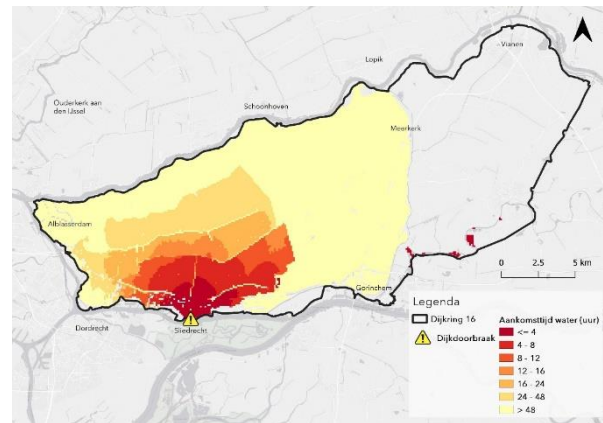 Vianen
Lopik
Ouderkerk aan
den IJssel
Schoonhoven
Meerkerk
Alblasserdam
Gorinchem
Dordrecht
Sliedrecht
0 2.5 5 km
Legenda
Dijkring 16
Dijkdoorbraak
Aankomsttijd water (uur)
<= 4
4 - 8
8 - 12
12 - 16
16 - 24
24 - 48
> 48